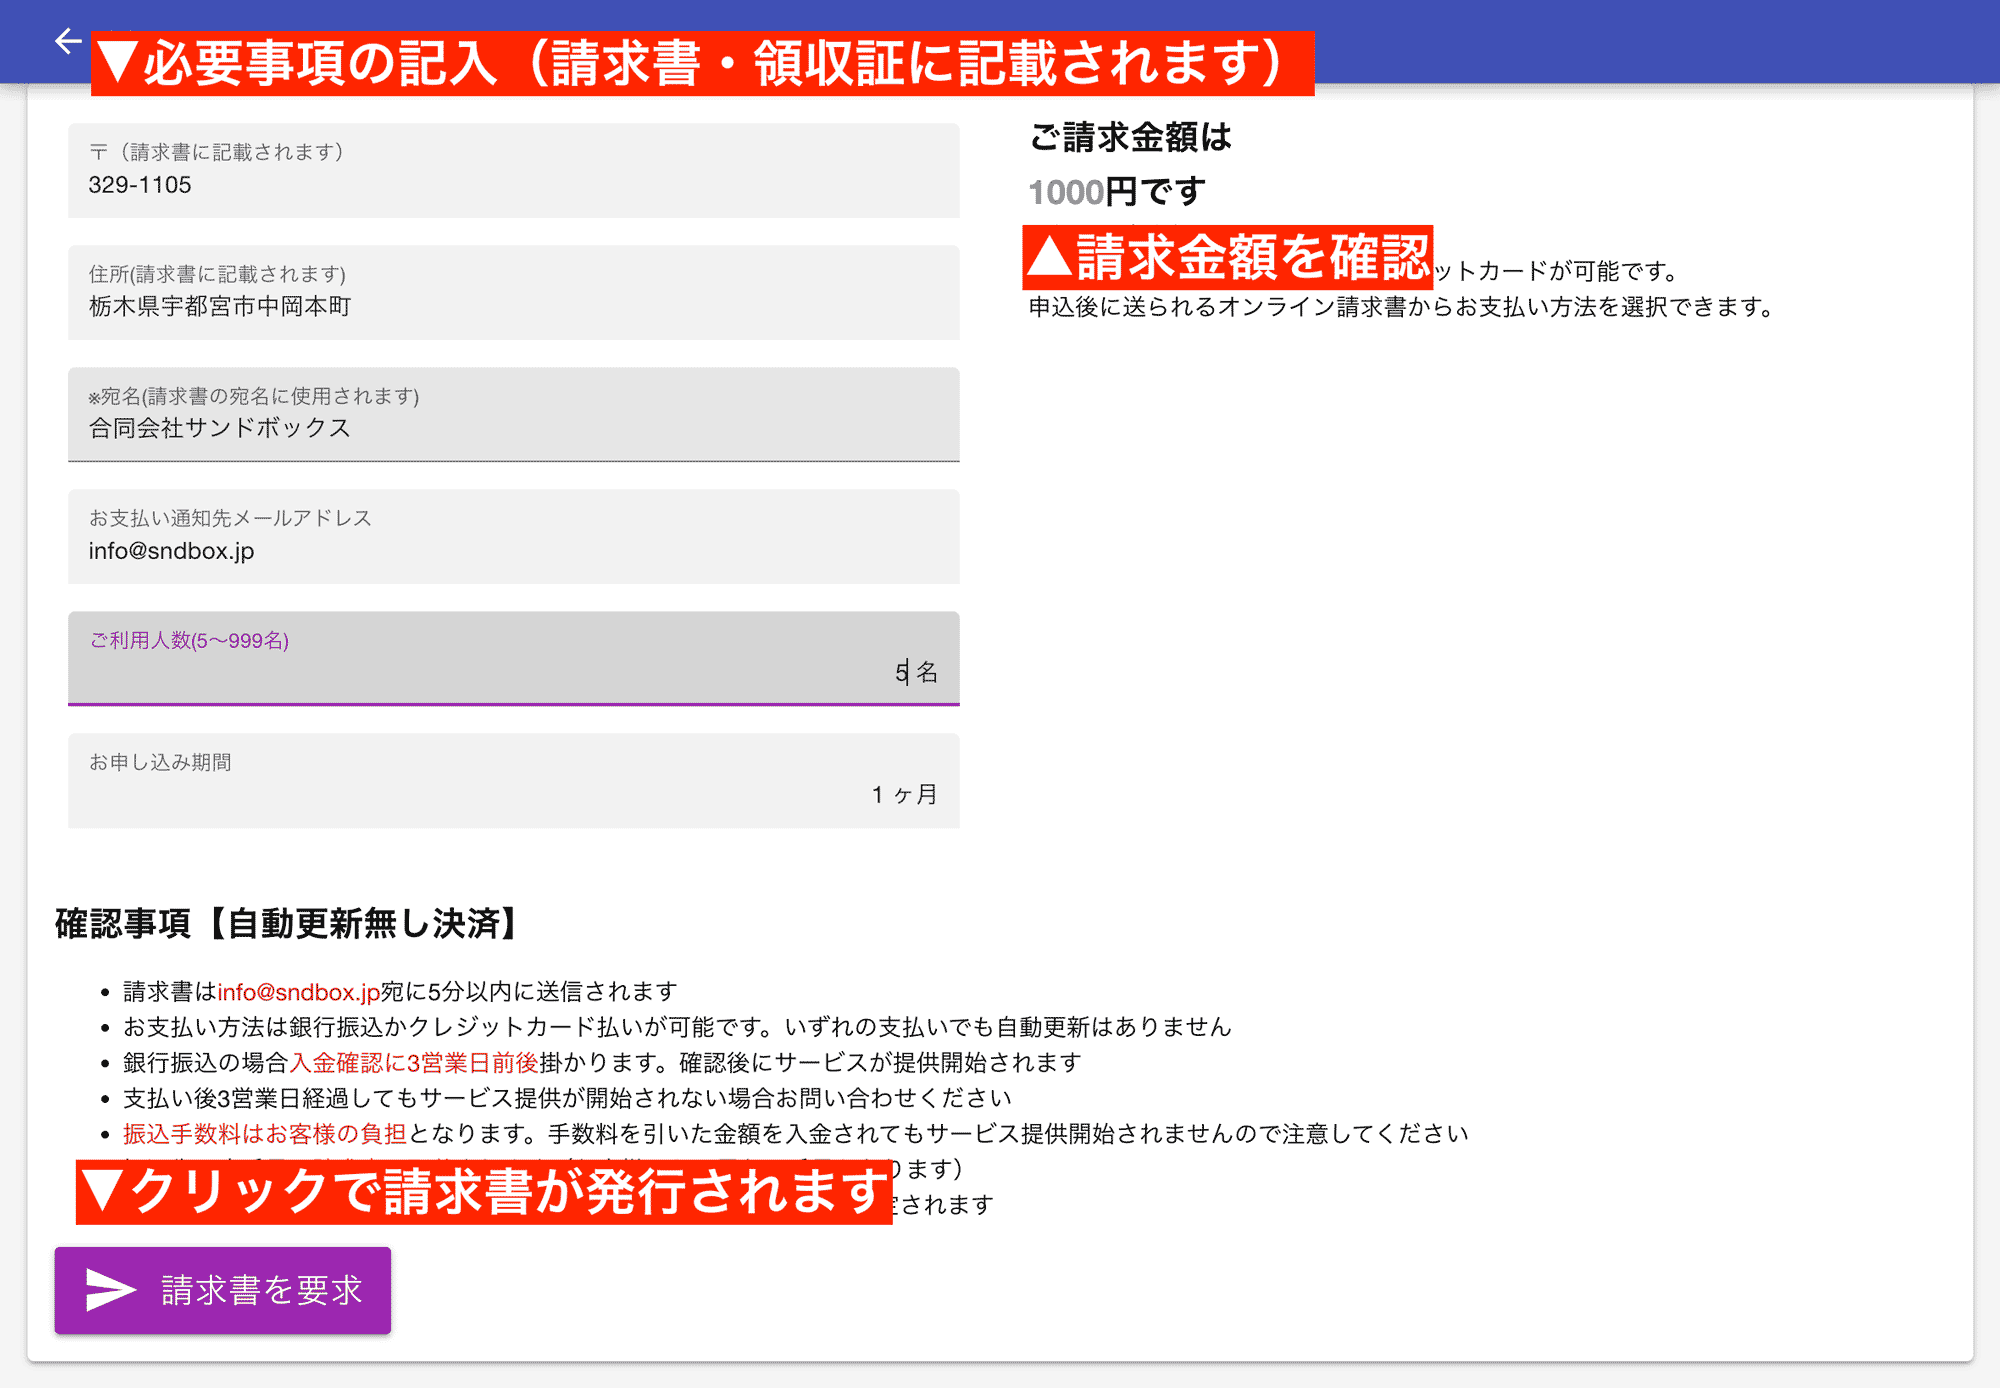 ▼必要事項の記入（請求書・領収証に記載されます）
〒（請求書に記載されます）
329-1105
住所(請求書に記載されます)
栃木県宇都宮市中岡本町
※宛名(請求書の宛名に使用されます)
合同会社サンドボックス
お支払い通知先メールアドレス
info@sndbox.jp
ご利用人数(5〜999名)
5 名
お申し込み期間
1 ヶ月
ご請求金額は
1000円です
▲請求金額を確認
ットカードが可能です。
申込後に送られるオンライン請求書からお支払い方法を選択できます。
確認事項【自動更新無し決済】
• 請求書はinfo@sndbox.jp宛に5分以内に送信されます
• お支払い方法は銀行振込かクレジットカード払いが可能です。いずれの支払いでも自動更新はありません
• 銀行振込の場合入金確認に3営業日前後掛かります。確認後にサービスが提供開始されます
• 支払い後3営業日経過してもサービス提供が開始されない場合お問い合わせください
• 振込手数料はお客様の負担となります。手数料を引いた金額を入金されてもサービス提供開始されませんので注意してください
ります）
▼クリックで請求書が発行されます
されます
請求書を要求